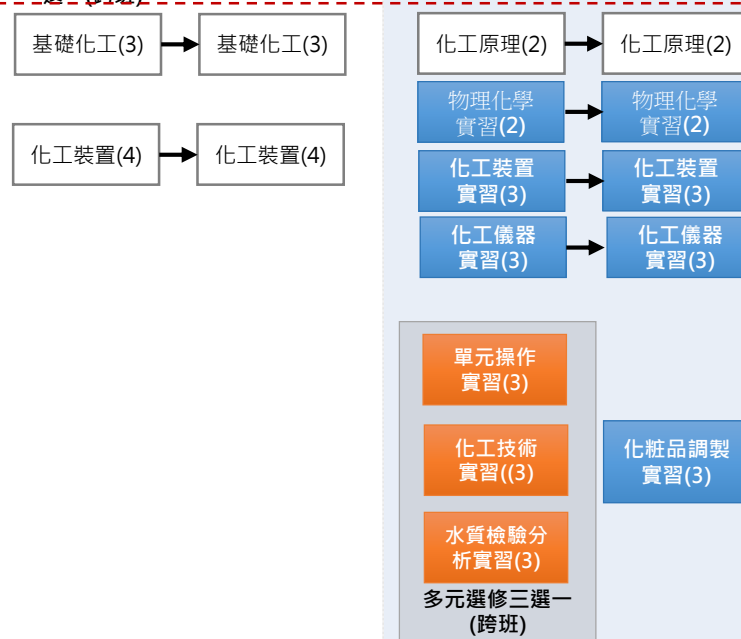 選一(跨班)
基礎化工(3)
基礎化工(3)
化工原理(2)
化工原理(2)
物理化學
實習(2)
物理化學
實習(2)
化工裝置(4)
化工裝置(4)
化工裝置
實習(3)
化工裝置
實習(3)
化工儀器
實習(3)
化工儀器
實習(3)
單元操作
實習(3)
化工技術
實習((3)
化粧品調製
實習(3)
水質檢驗分
析實習(3)
多元選修三選一
(跨班)